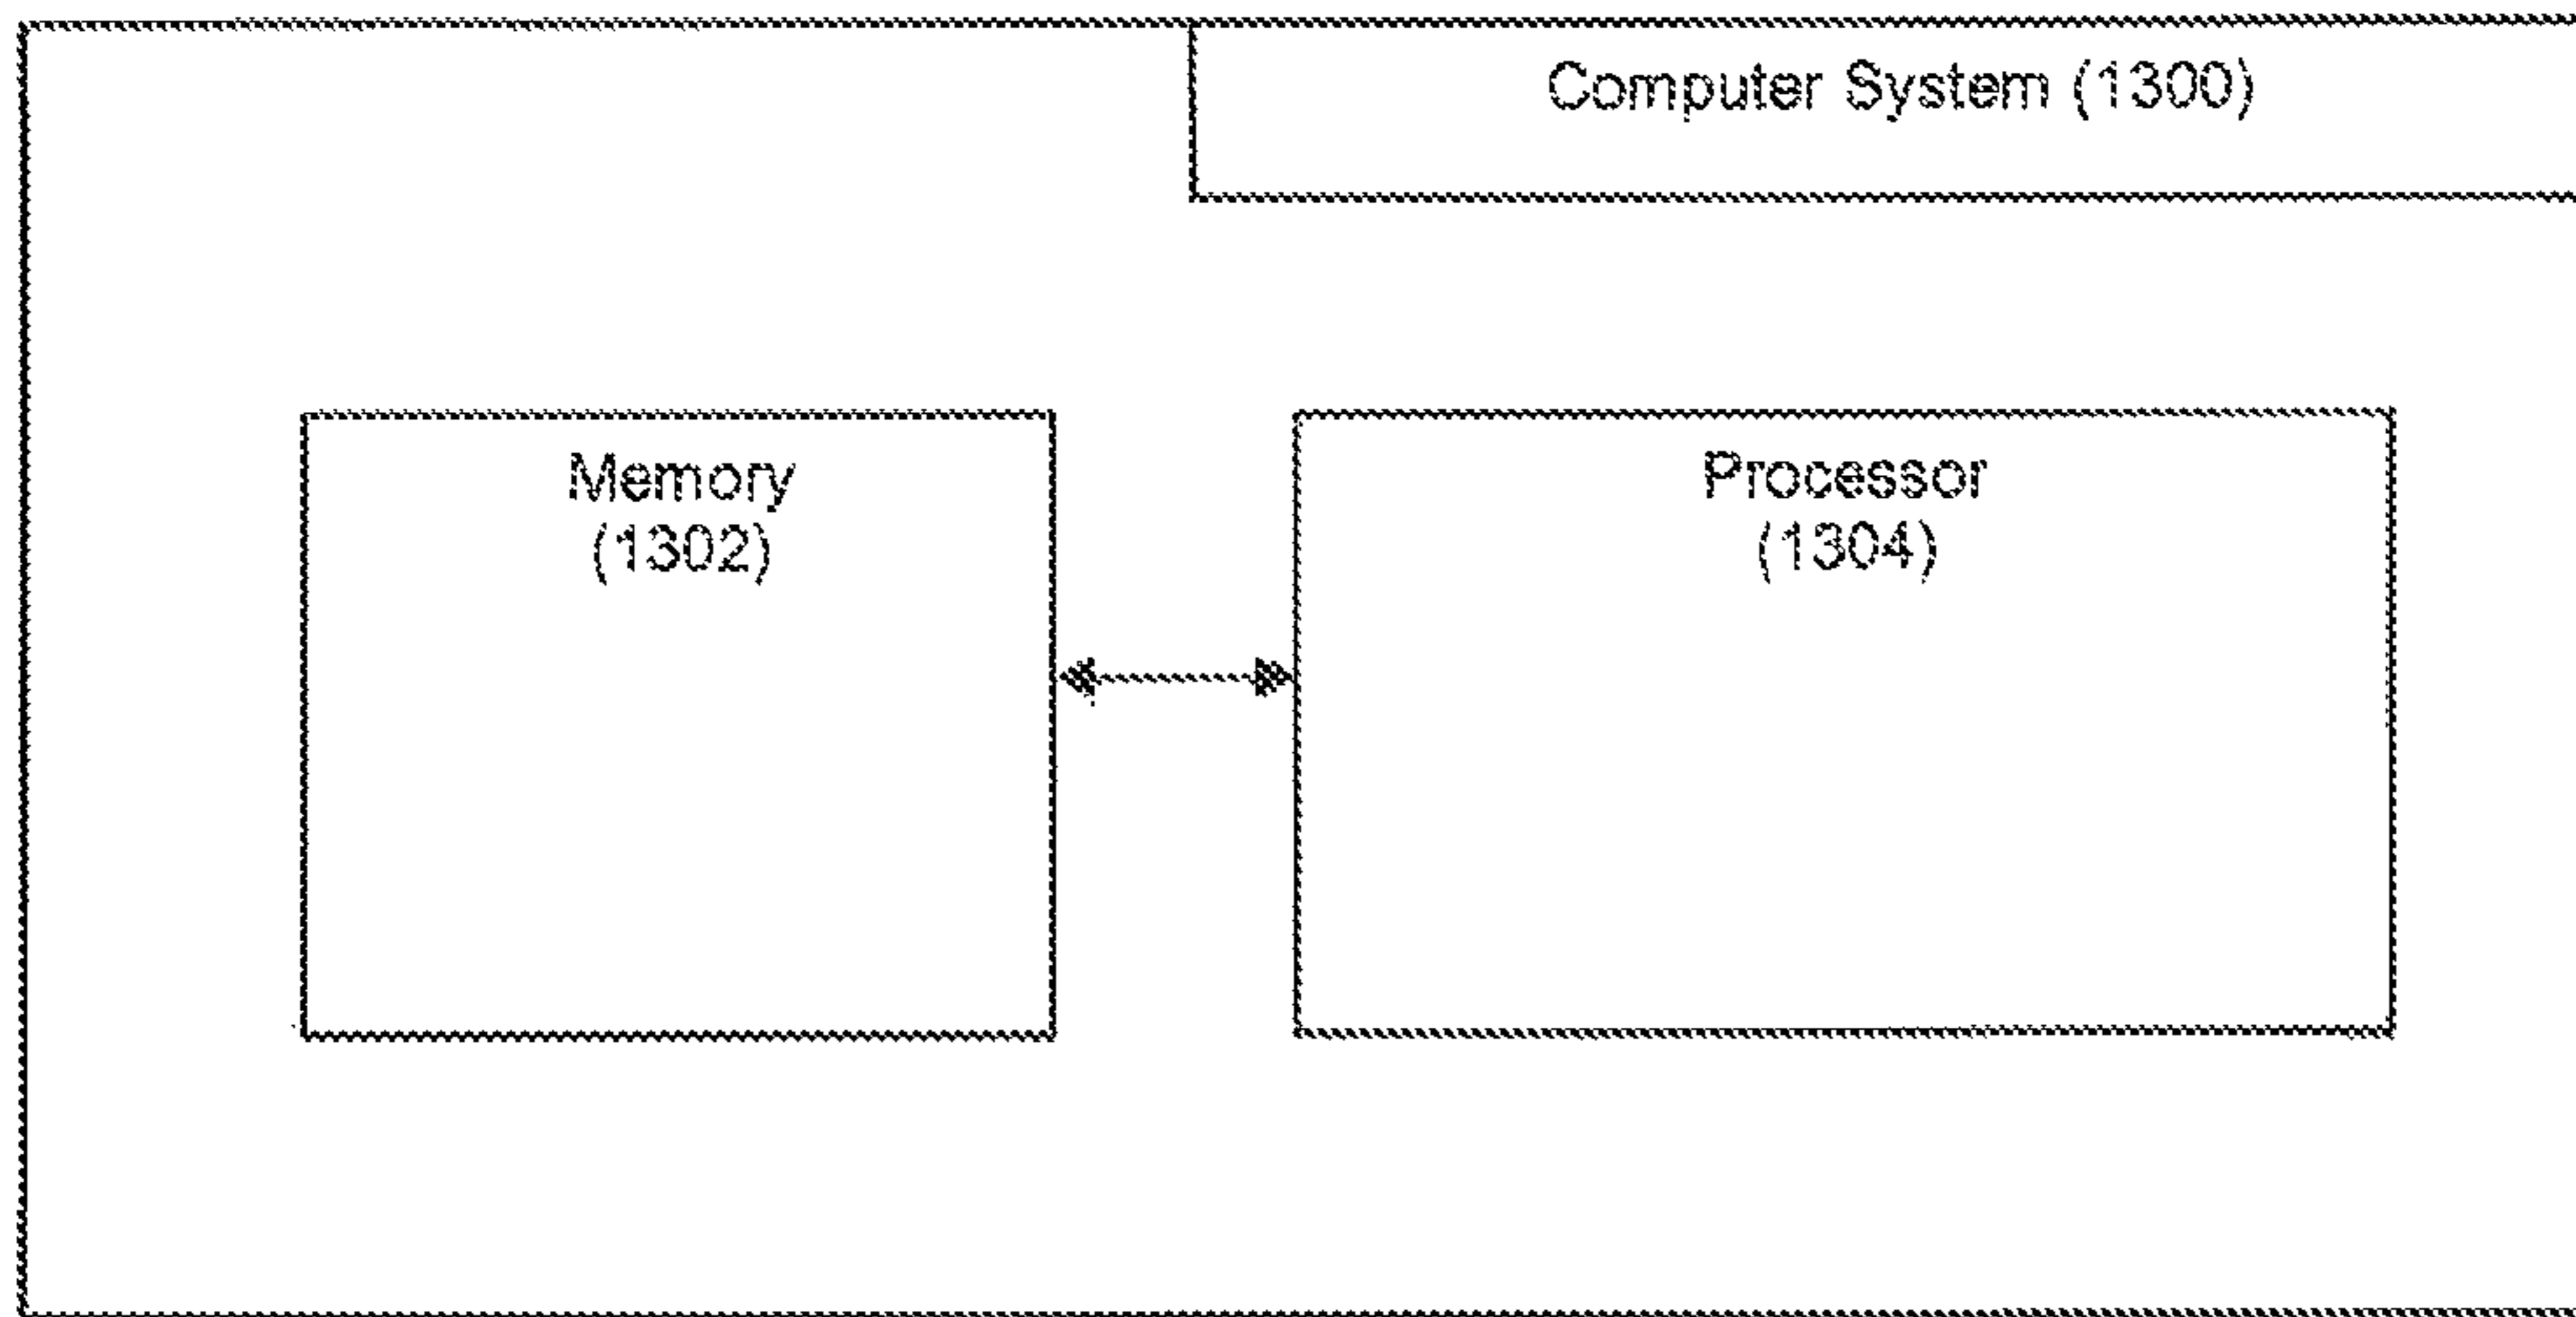 Computer System (1300)
Memory
(1302)
Processor
(1304)